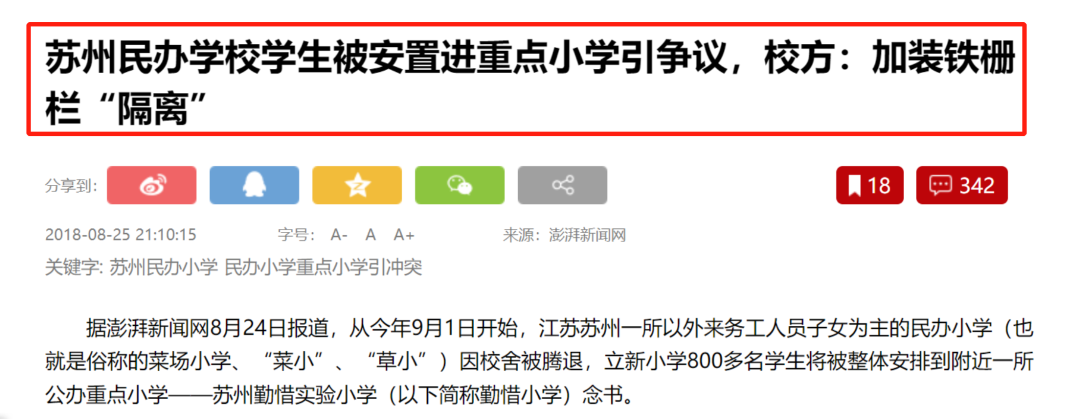 苏州民办学校学生被安置进重点小学引争议，校方：加装铁栅
栏“隔离”
分享到：
18
342
2018-08-25 21:10:15 字号： A- A A+ 来源：澎湃新闻网
关键字: 苏州民办小学 民办小学重点小学引冲突
据澎湃新闻网8月24日报道，从今年9月1日开始，江苏苏州一所以外来务工人员子女为主的民办小学（也
就是俗称的菜场小学、“菜小”、“草小”）因校舍被腾退，立新小学800多名学生将被整体安排到附近一所
公办重点小学——苏州勤惜实验小学（以下简称勤惜小学）念书。